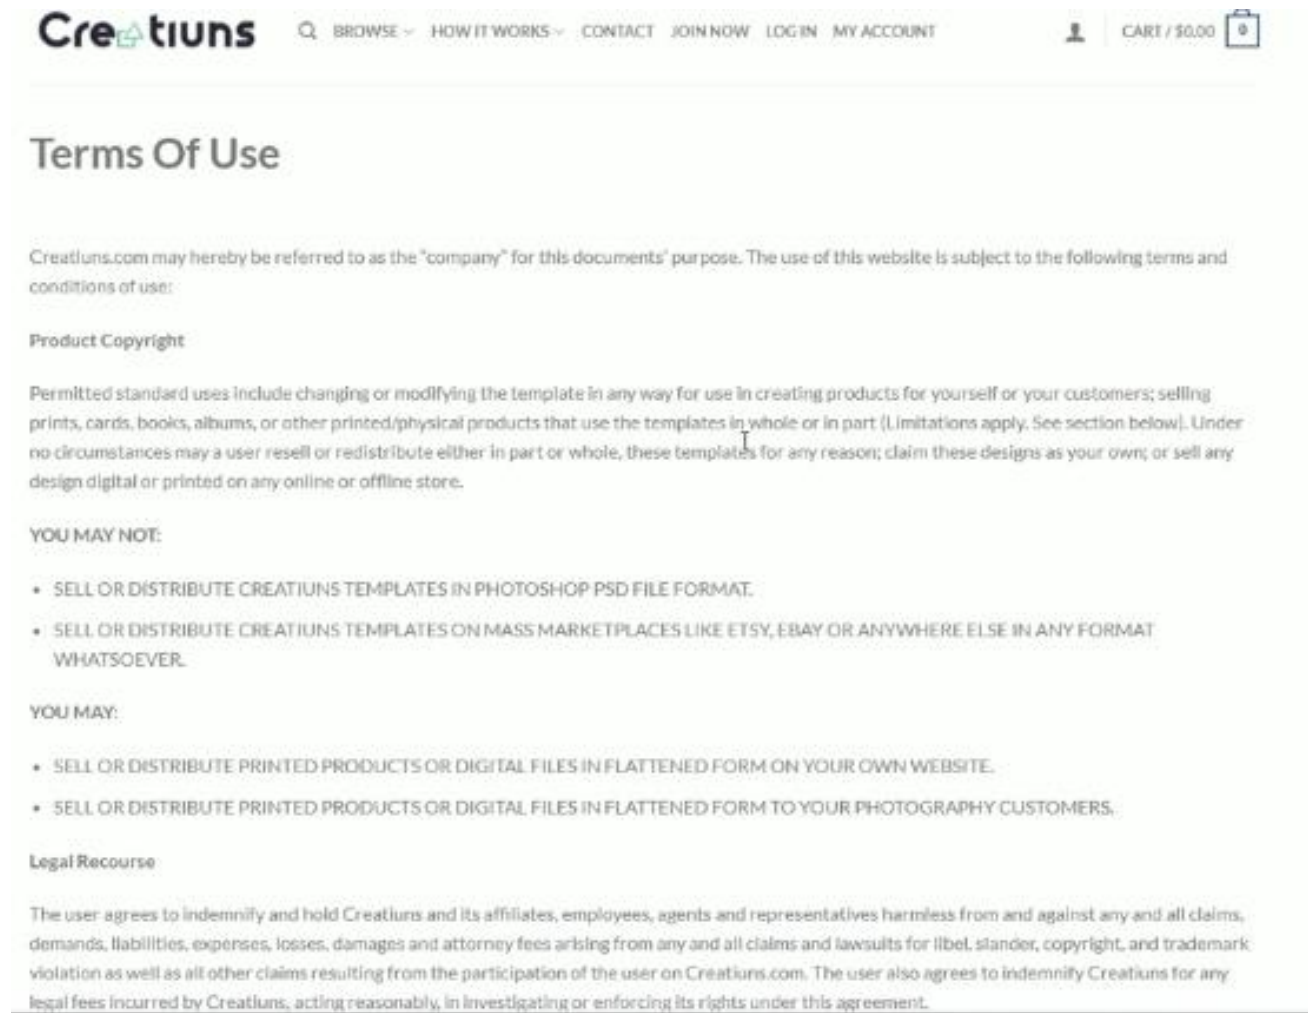 Creatiuns BROWSE HOW IT WORKS CONTACT JOIN NOW LOG IN MY ACCOUNT CART / $0.00 0
Terms Of Use
Creatiuns.com may hereby be referred to as the "company" for this documents' purpose. The use of this website is subject to the following terms and
conditions of use:
Product Copyright
Permitted standard uses include changing or modifying the template in any way for use in creating products for yourself or your customers; selling
prints, cards, books, albums, or other printed/physical products that use the templates in whole or in part (Limitations apply. See section below). Under
no circumstances may a user resell or redistribute either in part or whole, these templates for any reason; claim these designs as your own; or sell any
design digital or printed on any online or offline store.
YOU MAY NOT:
• SELL OR DISTRIBUTE CREATIUNS TEMPLATES IN PHOTOSHOP PSD FILE FORMAT.
• SELL OR DISTRIBUTE CREATIUNS TEMPLATES ON MASS MARKETPLACES LIKE ETSY, EBAY OR ANYWHERE ELSE IN ANY FORMAT
WHATSOEVER.
YOU MAY:
• SELL OR DISTRIBUTE PRINTED PRODUCTS OR DIGITAL FILES IN FLATTENED FORM ON YOUR OWN WEBSITE.
• SELL OR DISTRIBUTE PRINTED PRODUCTS OR DIGITAL FILES IN FLATTENED FORM TO YOUR PHOTOGRAPHY CUSTOMERS.
Legal Recourse
The user agrees to indemnify and hold Creatiuns and its affiliates, employees, agents and representatives harmless from and against any and all claims,
demands, liabilities, expenses, losses, damages and attorney fees arising from any and all claims and lawsuits for libel, slander, copyright, and trademark
violation as well as all other claims resulting from the participation of the user on Creatiuns.com. The user also agrees to indemnify Creatiuns for any
legal fees incurred by Creatiuns, acting reasonably, in investigating or enforcing its rights under this agreement.